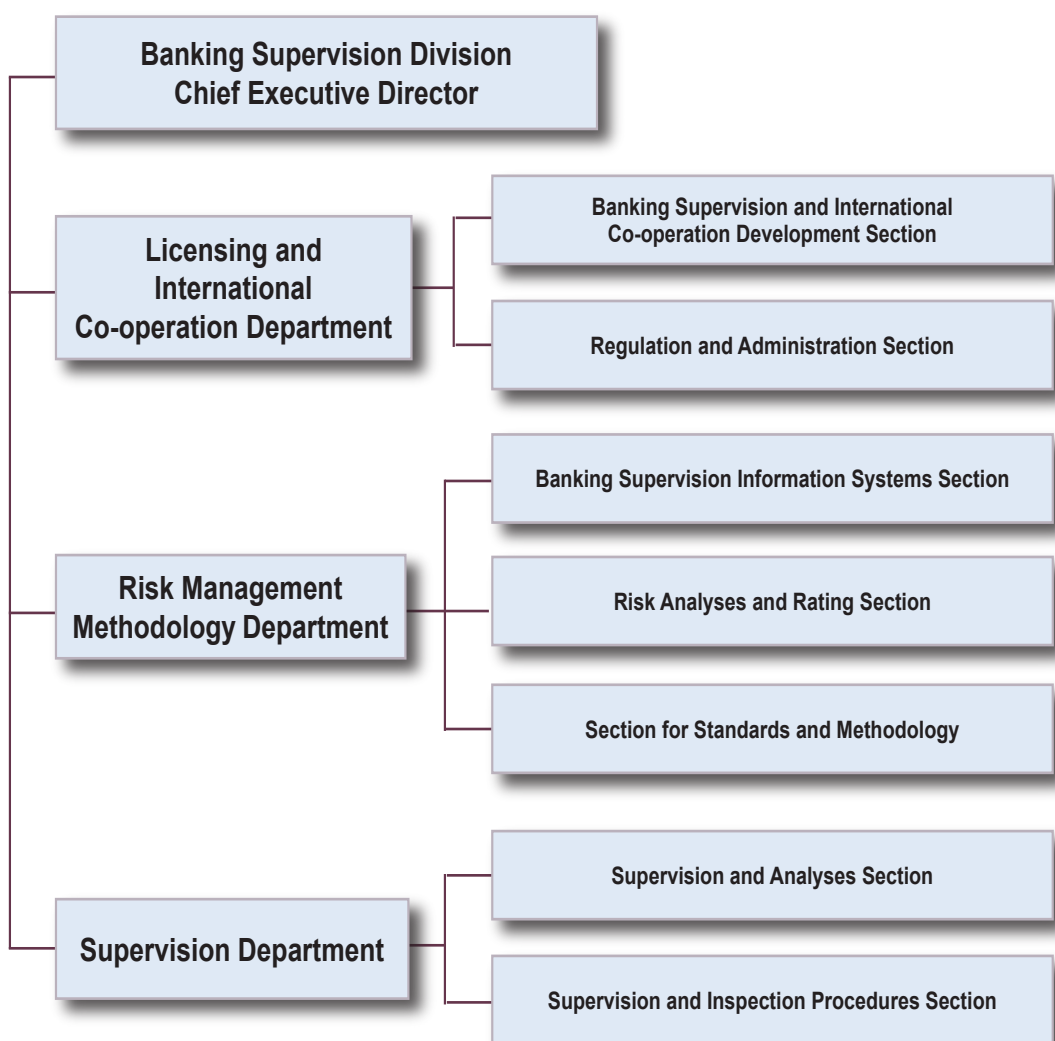 Banking Supervision Division
Chief Executive Director
Licensing and
International
Co-operation Department
Banking Supervision and International
Co-operation Development Section
Regulation and Administration Section
Risk Management
Methodology Department
Banking Supervision Information Systems Section
Risk Analyses and Rating Section
Section for Standards and Methodology
Supervision Department
Supervision and Analyses Section
Supervision and Inspection Procedures Section